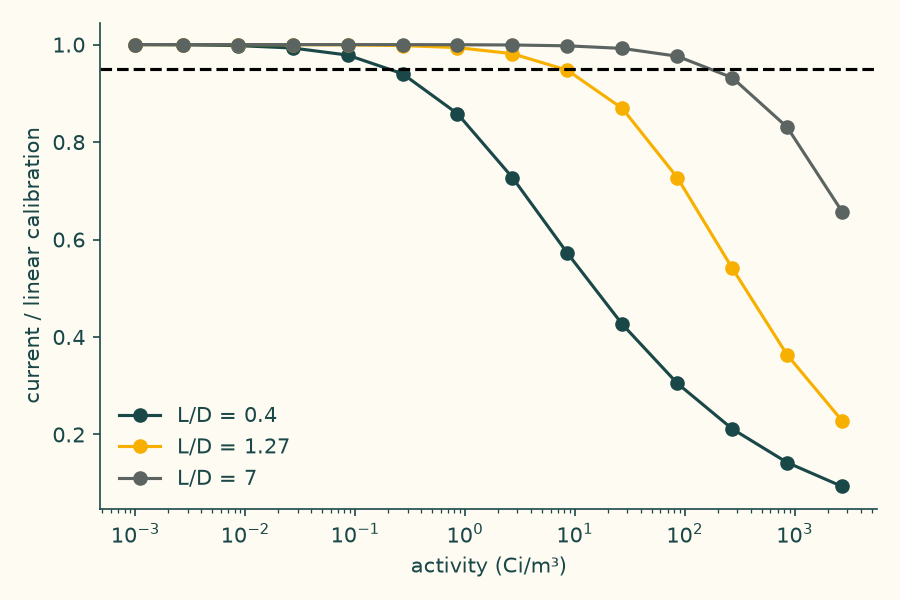 current / linear calibration
1.0
0.8
0.6
0.4
0.2
L/D = 0.4
L/D = 1.27
L/D = 7
10⁻³ 10⁻² 10⁻¹ 10⁰ 10¹ 10² 10³
activity (Ci/m³)